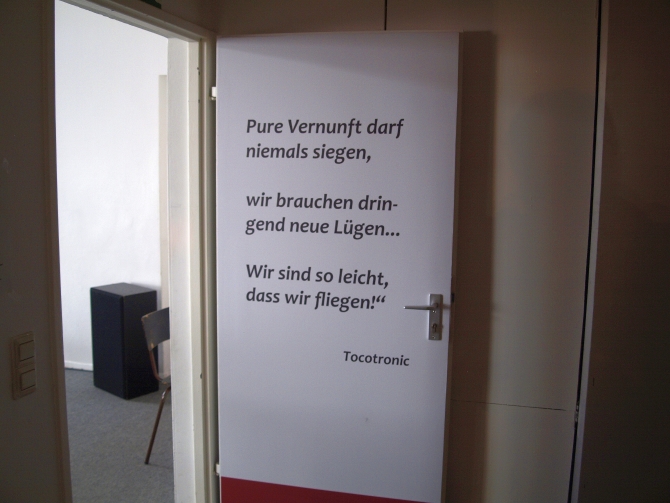 Pure Vernunft darf
niemals siegen,
wir brauchen drin-
gend neue Lügen...
Wir sind so leicht,
dass wir fliegen!“
Tocotronic